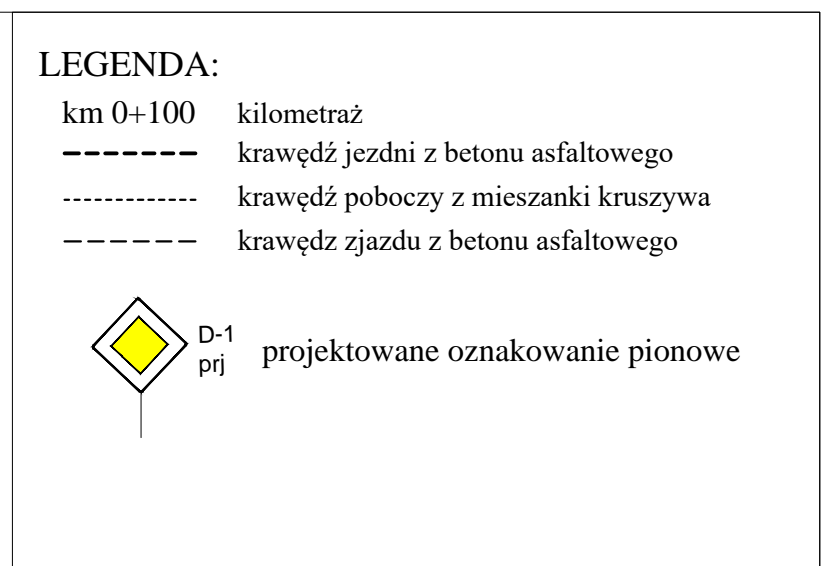 LEGENDA:
km 0+100 kilometraż
krawędź jezdni z betonu asfaltowego
krawędź poboczy z mieszanki kruszywa
krawędz zjazdu z betonu asfaltowego
D-1
prj
projektowane oznakowanie pionowe